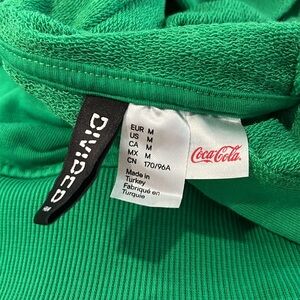 DIVIDED
EUR M
US M
CA M
MX M
CN 170/96A
Made in
Turkey
Fabriqué en
Turquie
Coca-Cola